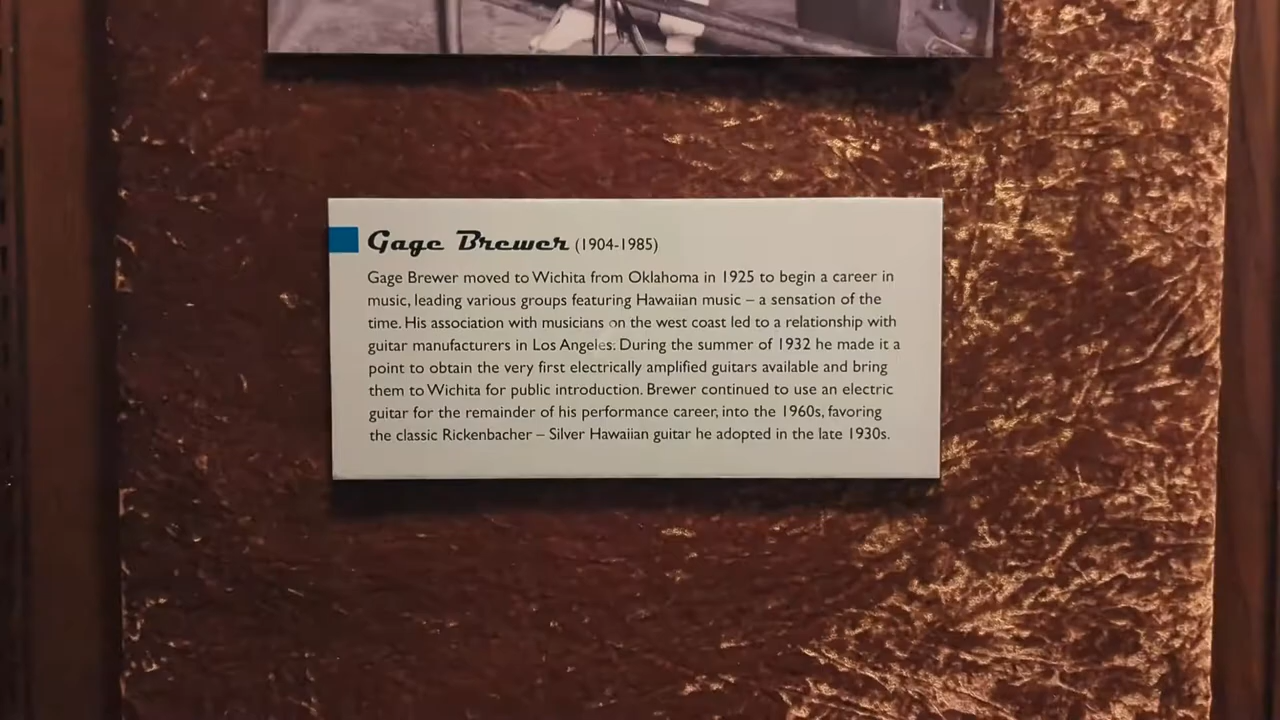 Gage Brewer (1904-1985)
Gage Brewer moved to Wichita from Oklahoma in 1925 to begin a career in
music, leading various groups featuring Hawaiian music – a sensation of the
time. His association with musicians on the west coast led to a relationship with
guitar manufacturers in Los Angeles. During the summer of 1932 he made it a
point to obtain the very first electrically amplified guitars available and bring
them to Wichita for public introduction. Brewer continued to use an electric
guitar for the remainder of his performance career, into the 1960s, favoring
the classic Rickenbacher – Silver Hawaiian guitar he adopted in the late 1930s.